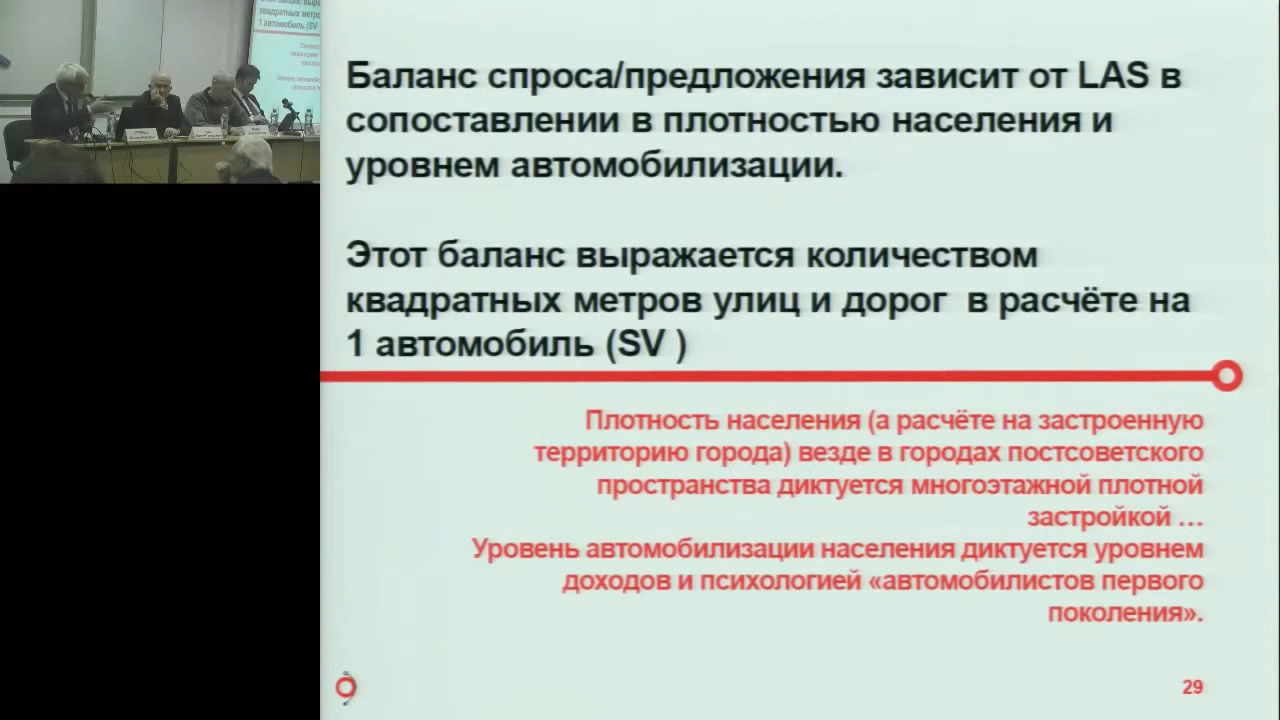 Баланс спроса/предложения зависит от LAS в
сопоставлении в плотностью населения и
уровнем автомобилизации.
Этот баланс выражается количеством
квадратных метров улиц и дорог в расчёте на
1 автомобиль (SV )
Плотность населения (а расчёте на застроенную
территорию города) везде в городах постсоветского
пространства диктуется многоэтажной плотной
застройкой …
Уровень автомобилизации населения диктуется уровнем
доходов и психологией «автомобилистов первого
поколения».
29